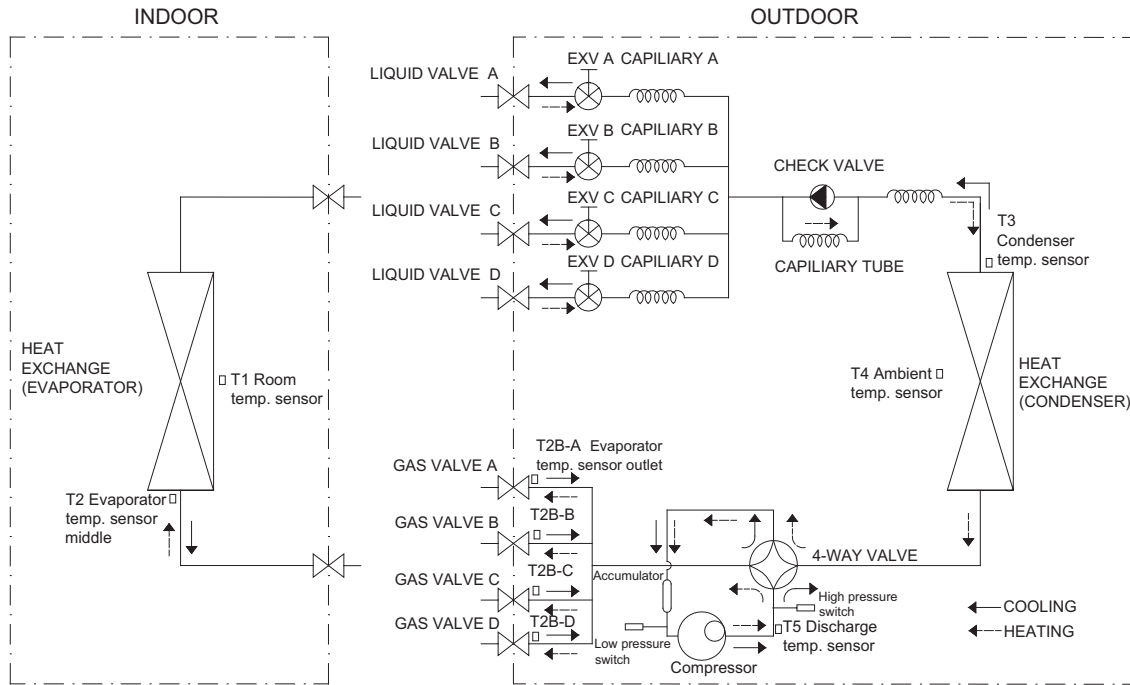 INDOOR
OUTDOOR
LIQUID VALVE A
EXV A CAPILIARY A
LIQUID VALVE B
EXV B CAPILIARY B
LIQUID VALVE C
EXV C CAPILIARY C
LIQUID VALVE D
EXV D CAPILIARY D
CHECK VALVE
CAPILIARY TUBE
T3
Condenser
temp. sensor
HEAT
EXCHANGE
(EVAPORATOR)
T1 Room
temp. sensor
T4 Ambient
temp. sensor
HEAT
EXCHANGE
(CONDENSER)
T2 Evaporator
temp. sensor
middle
GAS VALVE A
T2B-A Evaporator
temp. sensor outlet
GAS VALVE B
T2B-B
GAS VALVE C
T2B-C
GAS VALVE D
T2B-D
Accumulator
4-WAY VALVE
High pressure
switch
Low pressure
switch
T5 Discharge
temp. sensor
Compressor
COOLING
HEATING